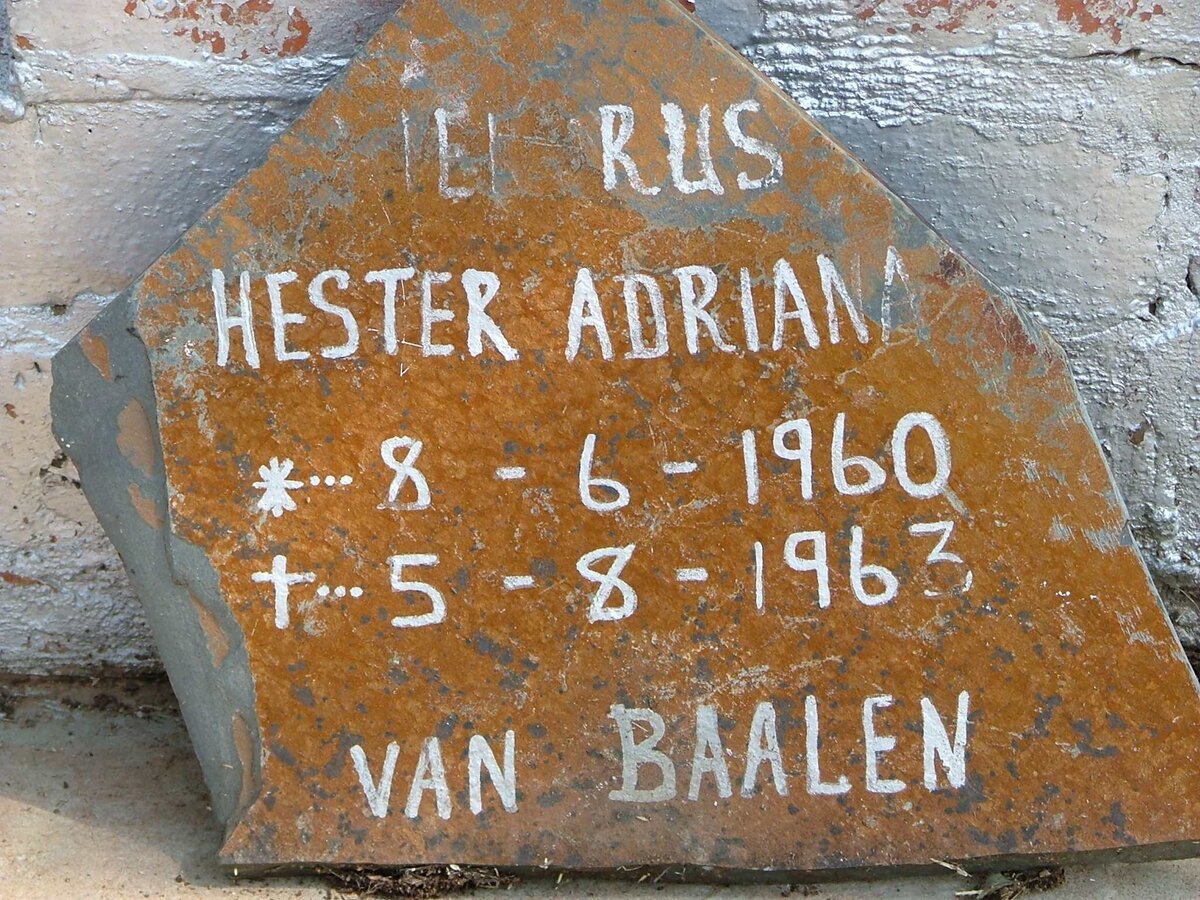 RUS
HESTER ADRIANA
*... 8 - 6 - 1960
†... 5 - 8 - 1963
VAN BAALEN